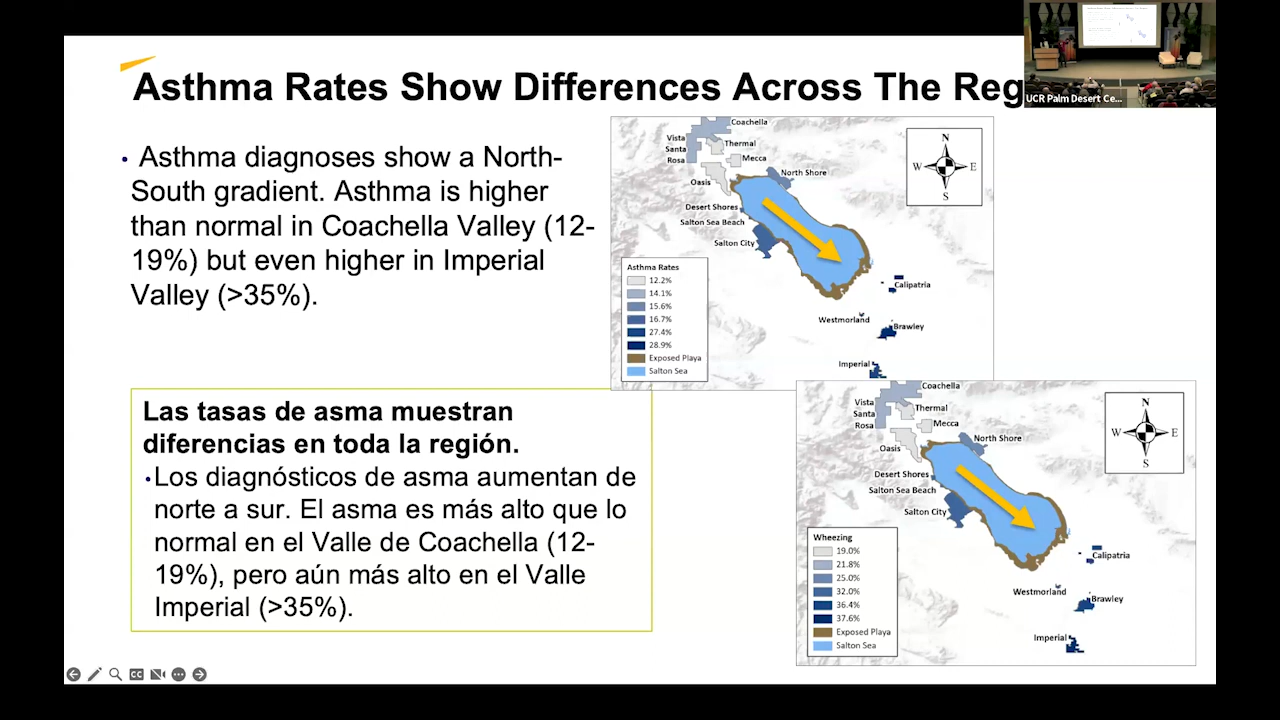 Asthma Rates Show Differences Across The Reg
UCR Palm Desert Ce...
• Asthma diagnoses show a North-
South gradient. Asthma is higher
than normal in Coachella Valley (12-
19%) but even higher in Imperial
Valley (>35%).
Las tasas de asma muestran
diferencias en toda la región.
•Los diagnósticos de asma aumentan de
norte a sur. El asma es más alto que lo
normal en el Valle de Coachella (12-
19%), pero aún más alto en el Valle
Imperial (>35%).
Coachella
Vista
Santa
Rosa
Thermal
Mecca
Oasis
North Shore
Desert Shores
Salton Sea Beach
Salton City
Calipatria
Westmorland
Brawley
Imperial
N
W
E
S
Asthma Rates
12.2%
14.1%
15.6%
16.7%
27.4%
28.9%
Exposed Playa
Salton Sea
Coachella
Vista
Santa
Rosa
Thermal
Mecca
Oasis
North Shore
Desert Shores
Salton Sea Beach
Salton City
Calipatria
Westmorland
Brawley
Imperial
N
W
E
S
Wheezing
19.0%
21.8%
25.0%
32.0%
36.4%
37.6%
Exposed Playa
Salton Sea
CC